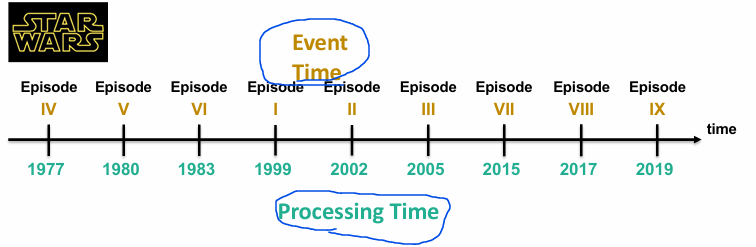 STAR
WARS
Event
Time
Episode Episode Episode Episode Episode Episode Episode Episode Episode
IV V VI I II III VII VIII IX
time
1977 1980 1983 1999 2002 2005 2015 2017 2019
Processing Time